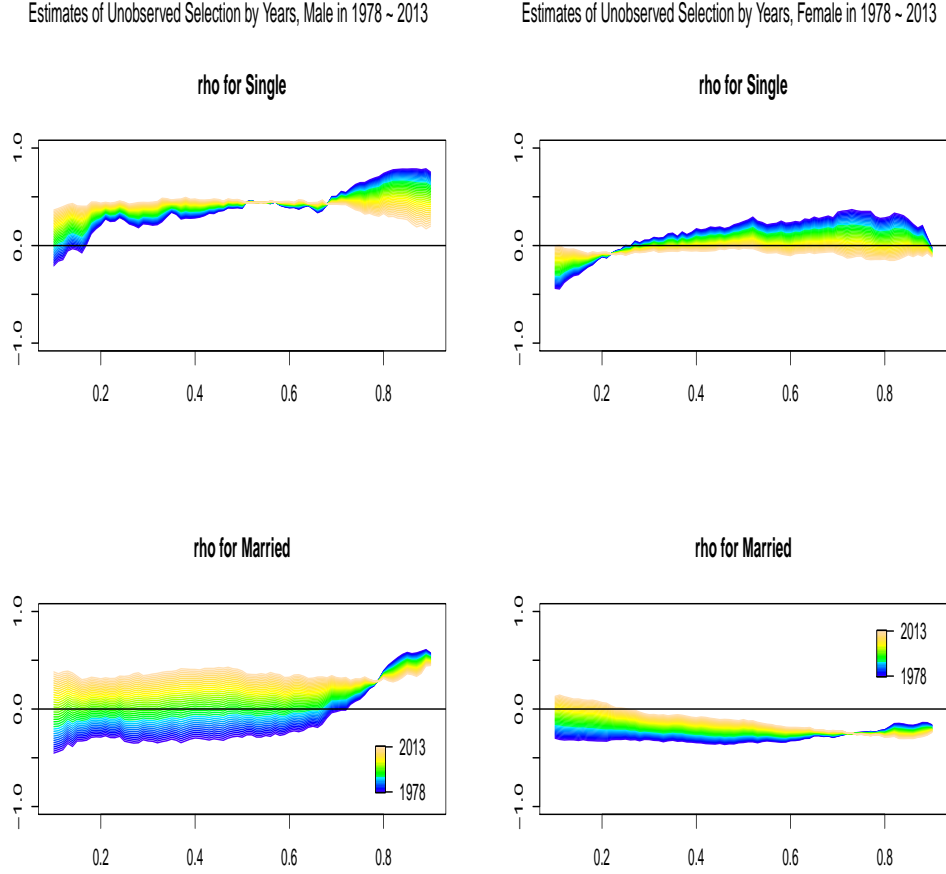 Estimates of Unobserved Selection by Years, Male in 1978 ~ 2013
rho for Single
1.0
0.0
−1.0
0.2 0.4 0.6 0.8
Estimates of Unobserved Selection by Years, Female in 1978 ~ 2013
rho for Single
1.0
0.0
−1.0
0.2 0.4 0.6 0.8
rho for Married
1.0
0.0
−1.0
2013
1978
0.2 0.4 0.6 0.8
rho for Married
1.0
0.0
−1.0
2013
1978
0.2 0.4 0.6 0.8